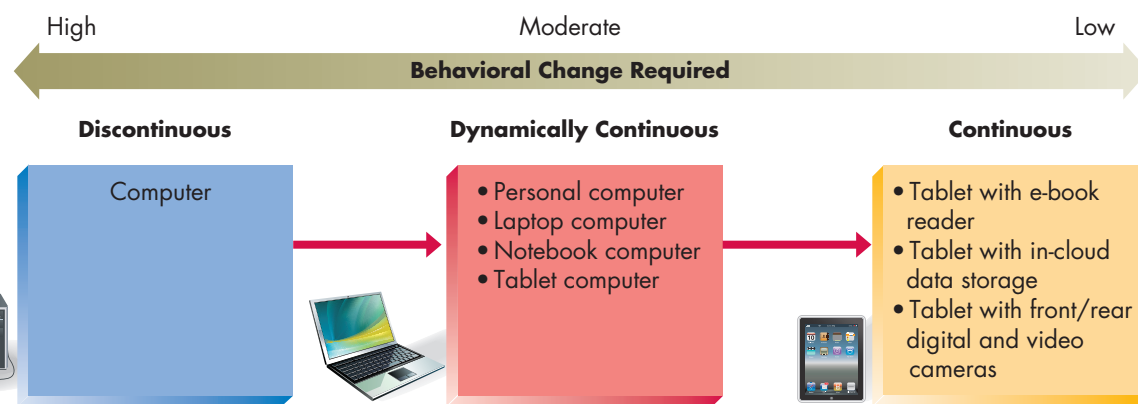 High
Moderate
Low
Behavioral Change Required
Discontinuous
Dynamically Continuous
Continuous
Computer
• Personal computer
• Laptop computer
• Notebook computer
• Tablet computer
• Tablet with e-book
reader
• Tablet with in-cloud
data storage
• Tablet with front/rear
digital and video
cameras